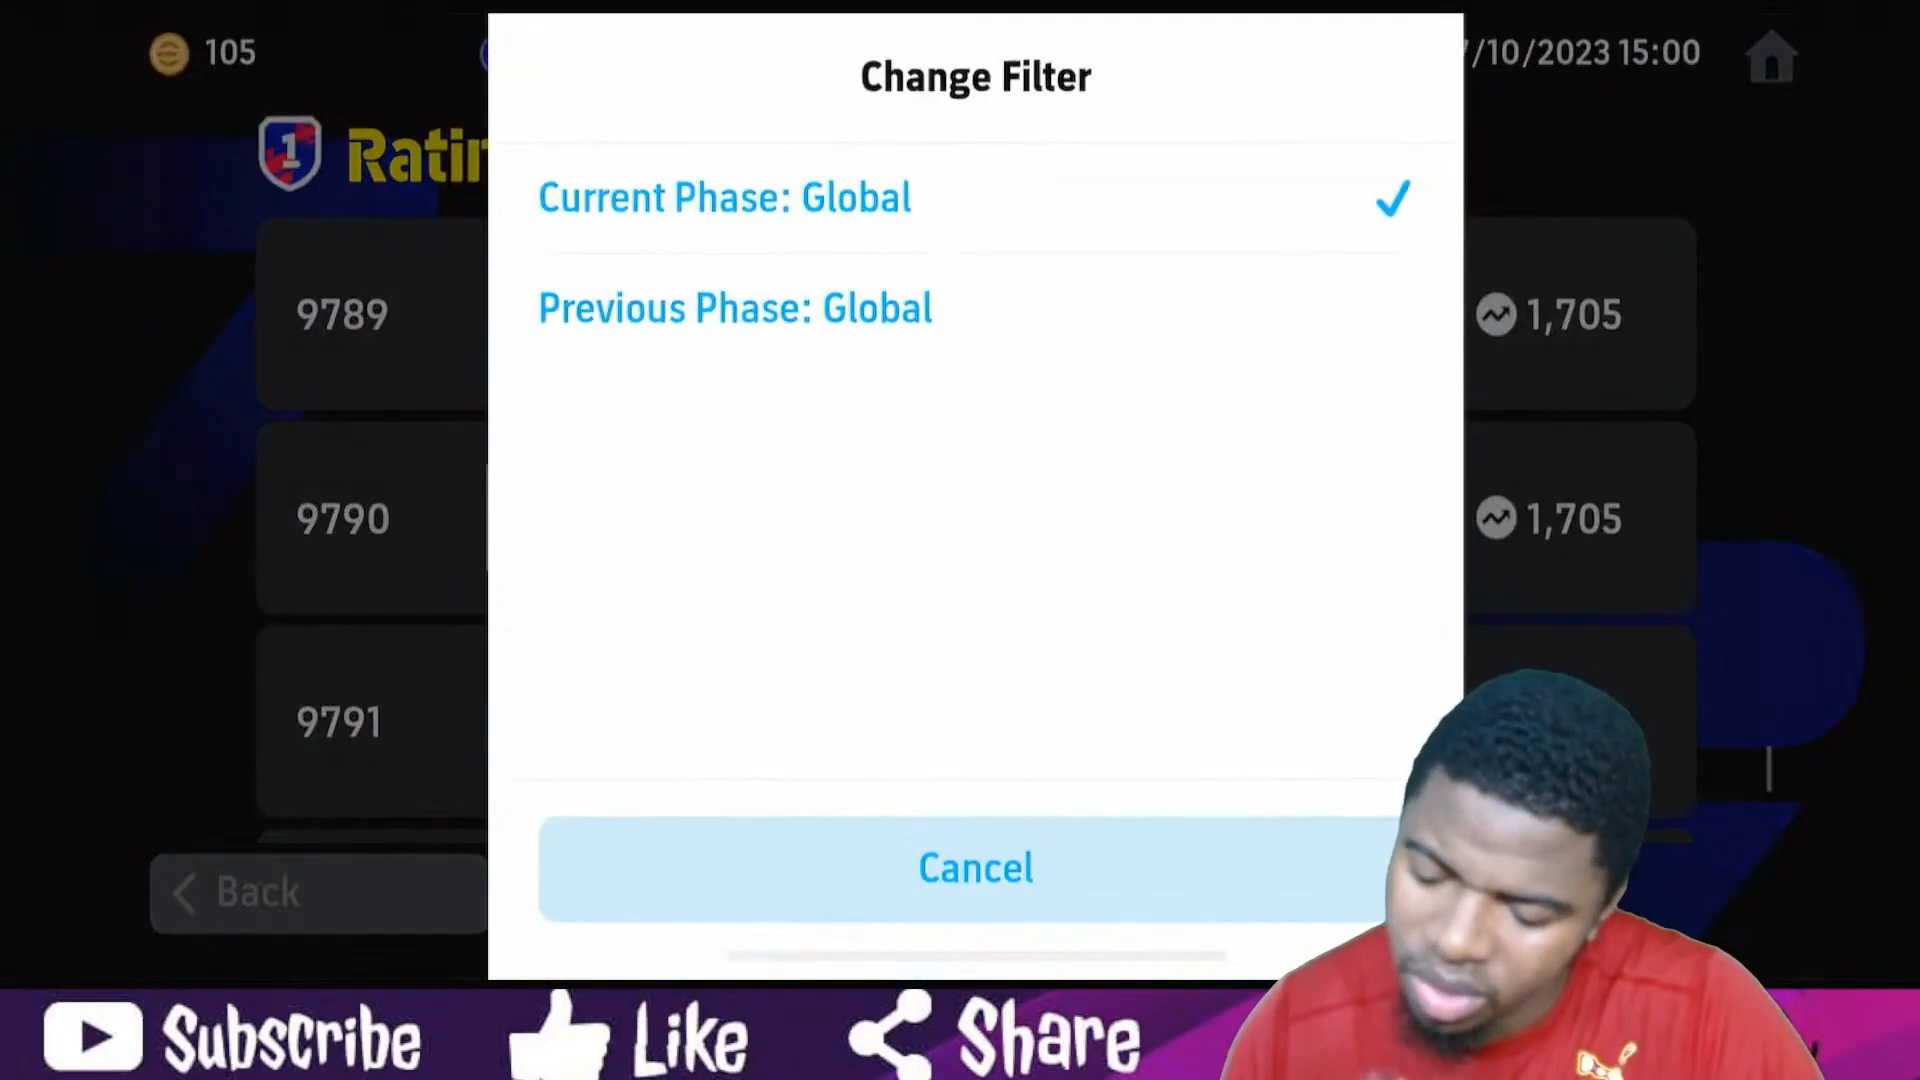 105
Change Filter
/10/2023 15:00
1
Current Phase: Global
Previous Phase: Global
9789
1,705
9790
1,705
9791
Cancel
Back
Subscribe
Like
Share